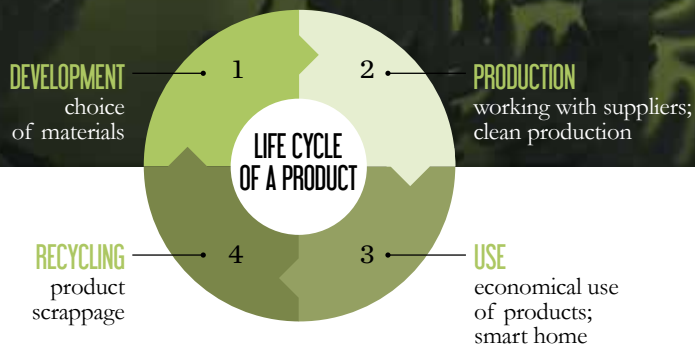 LIFE CYCLE
OF A PRODUCT
1
DEVELOPMENT
choice
of materials
2
PRODUCTION
working with suppliers;
clean production
3
USE
economical use
of products;
smart home
4
RECYCLING
product
scrappage